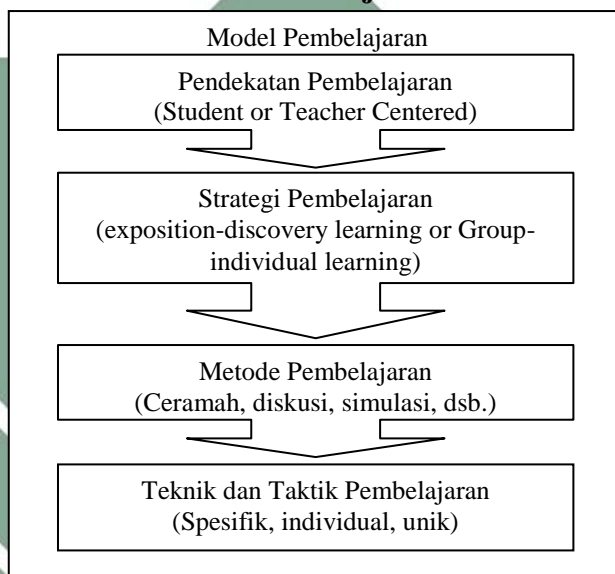 Model Pembelajaran
Pendekatan Pembelajaran
(Student or Teacher Centered)
Strategi Pembelajaran
(exposition-discovery learning or Group-
individual learning)
Metode Pembelajaran
(Ceramah, diskusi, simulasi, dsb.)
Teknik dan Taktik Pembelajaran
(Spesifik, individual, unik)